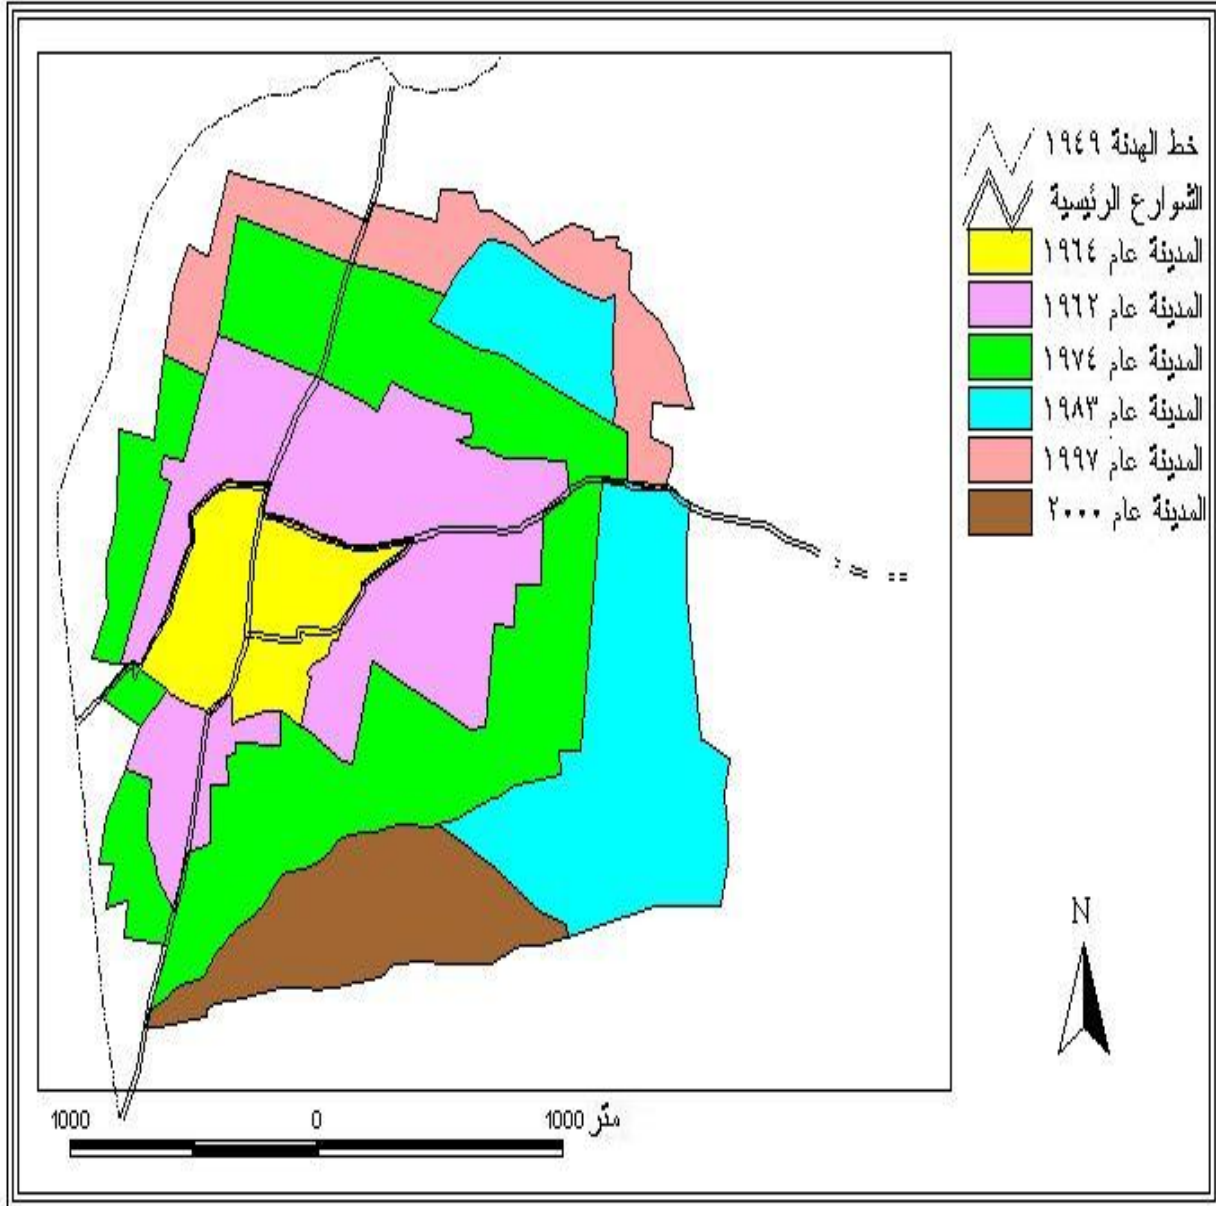 خط الهدنة ١٩٤٩
الشوارع الرئيسية
المدينة عام ١٩٦٤
المدينة عام ١٩٦٢
المدينة عام ١٩٧٤
المدينة عام ١٩٨٣
المدينة عام ١٩٩٧
المدينة عام ٢٠٠٠
N
1000 0 1000 متر